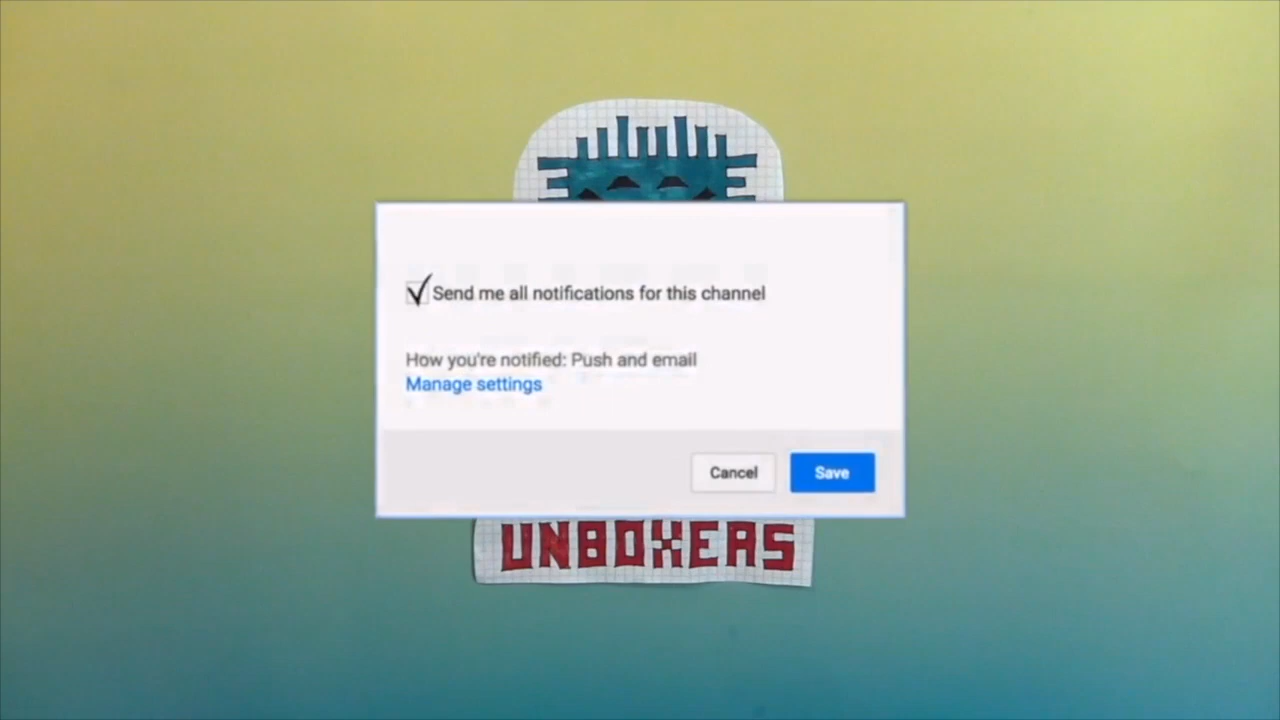 Send me all notifications for this channel
How you're notified: Push and email
Manage settings
Cancel
Save
UNBOXERS